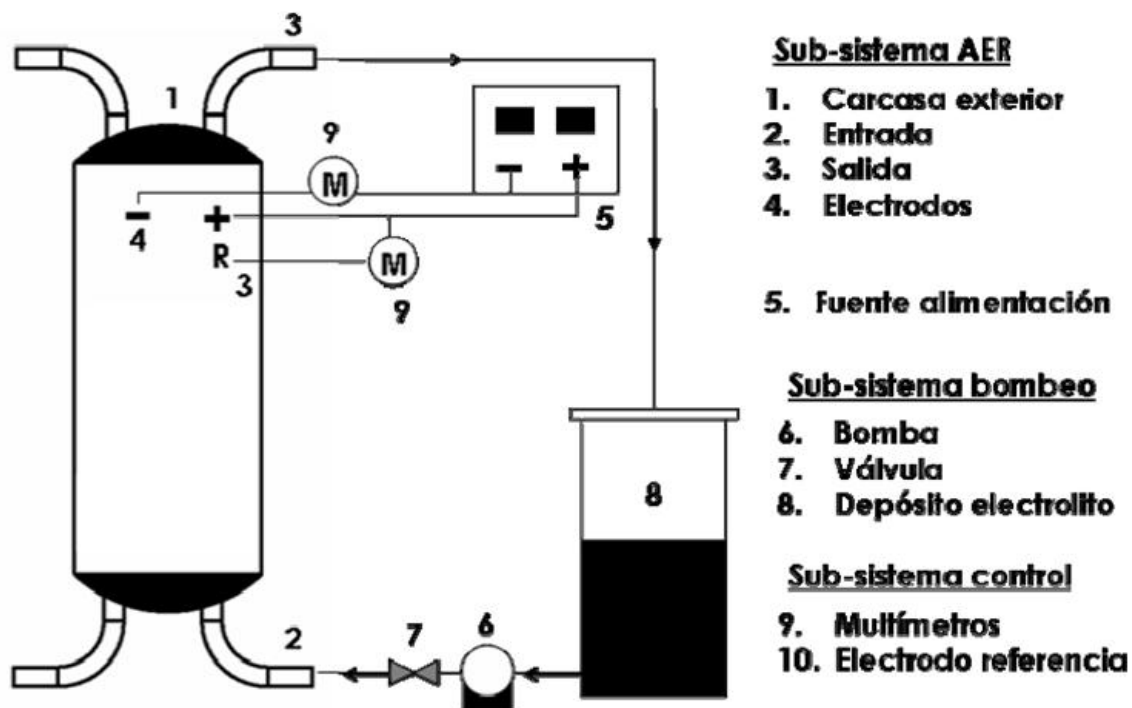 3
1
9
M
- +
- +
4
5
R
M
3
9
8
2
7
6
Sub-sistema AER
1. Carcasa exterior
2. Entrada
3. Salida
4. Electrodos
5. Fuente alimentación
Sub-sistema bombeo
6. Bomba
7. Válvula
8. Depósito electrolito
Sub-sistema control
9. Multímetros
10. Electrodo referencia